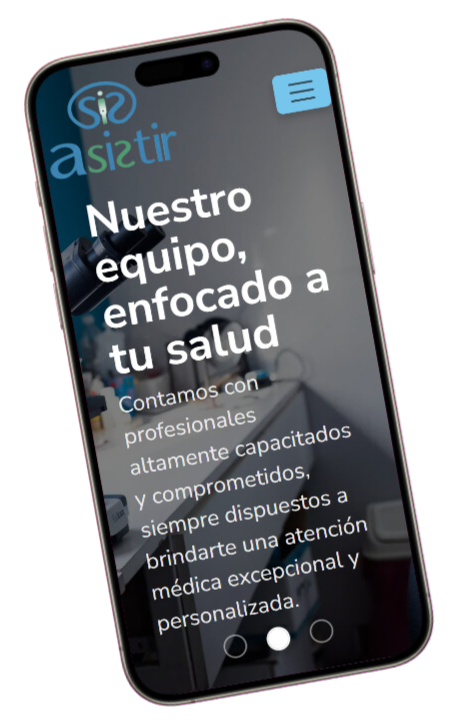 asistir
Nuestro
equipo,
enfocado a
tu salud
Contamos con
profesionales
altamente capacitados
y comprometidos,
siempre dispuestos a
brindarte una atención
médica excepcional y
personalizada.